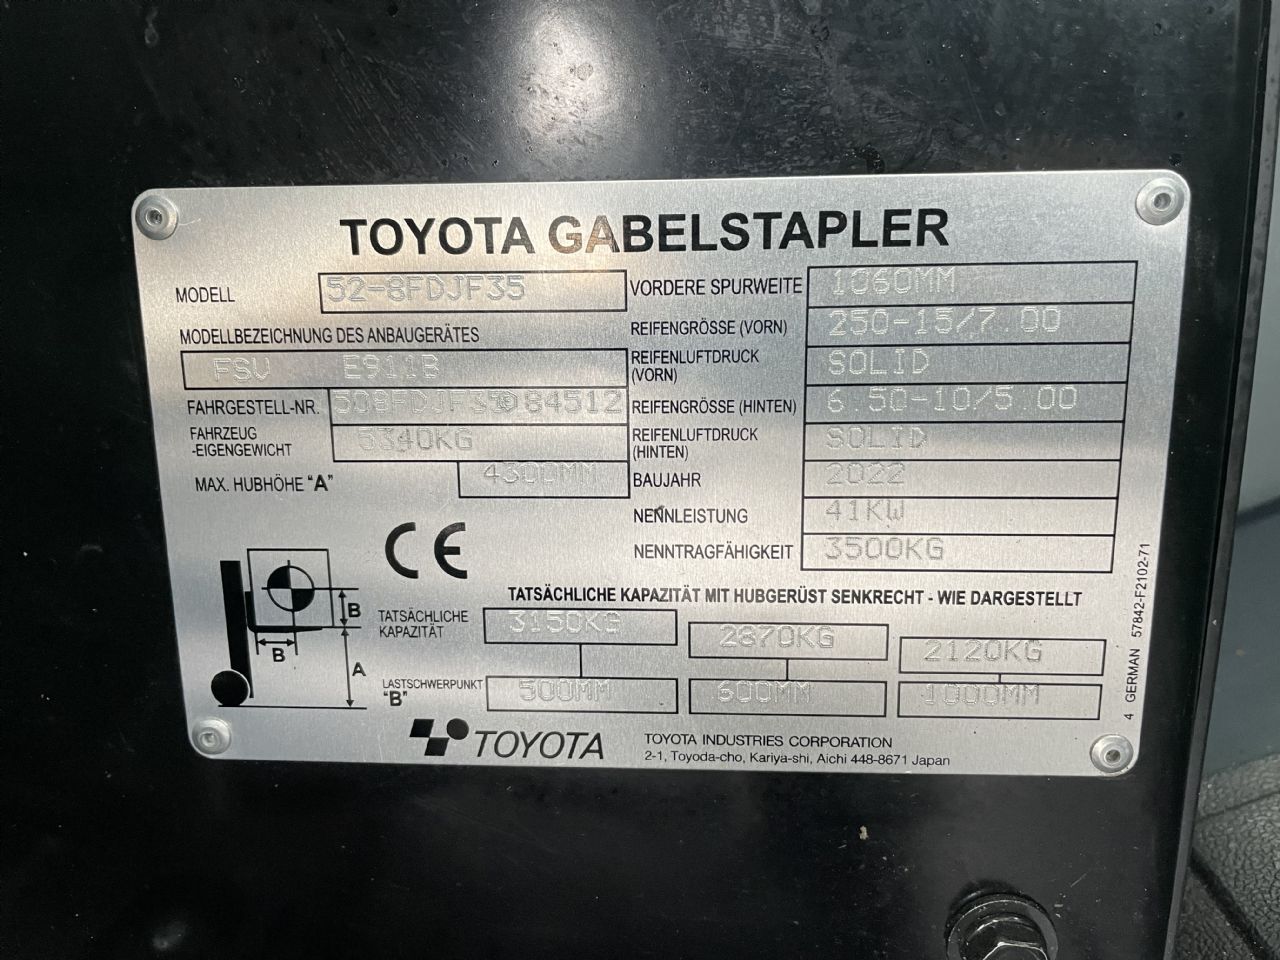 TOYOTA GABELSTAPLER
MODELL 52-8FDJF35
MODELLBEZEICHNUNG DES ANBAUGERÄTES
FSV E911B
FAHRGESTELL-NR. 508FDJF35 84512
FAHRZEUG
-EIGENGEWICHT 5340KG
MAX. HUBHÖHE "A" 4300MM
VORDERE SPURWEITE 1060MM
REIFENGRÖSSE (VORN) 250-15/7.00
REIFENLUFTDRUCK
(VORN) SOLID
REIFENGRÖSSE (HINTEN) 6.50-10/5.00
REIFENLUFTDRUCK
(HINTEN) SOLID
BAUJAHR 2022
NENNLEISTUNG 41KW
NENNTRAGFÄHIGKEIT 3500KG
CE
B
B
A
TATSÄCHLICHE KAPAZITÄT MIT HUBGERÜST SENKRECHT - WIE DARGESTELLT
TATSÄCHLICHE
KAPAZITÄT 3150KG 2870KG 2120KG
LASTSCHWERPUNKT
"B" 500MM 600MM 1000MM
TOYOTA
TOYOTA INDUSTRIES CORPORATION
2-1, Toyoda-cho, Kariya-shi, Aichi 448-8671 Japan
4 GERMAN 57842-F2102-71